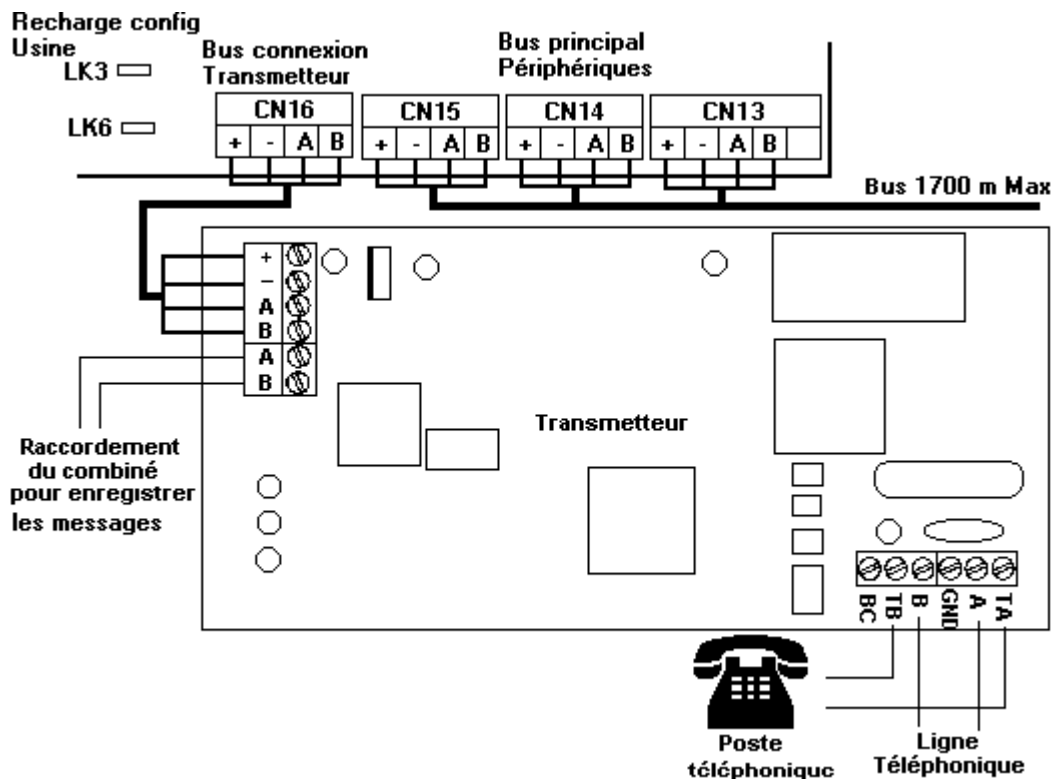 Recharge config
Usine
LK3
LK6
Bus connexion
Transmetteur
Bus principal
Périphériques
CN16
CN15
CN14
CN13
+ - A B
+ - A B
+ - A B
+ - A B
Bus 1700 m Max
+
-
A
B
A
B
Raccordement
du combiné
pour enregistrer
les messages
Transmetteur
BC
TB
B
GND
A
TA
Poste
téléphonique
Ligne
Téléphonique